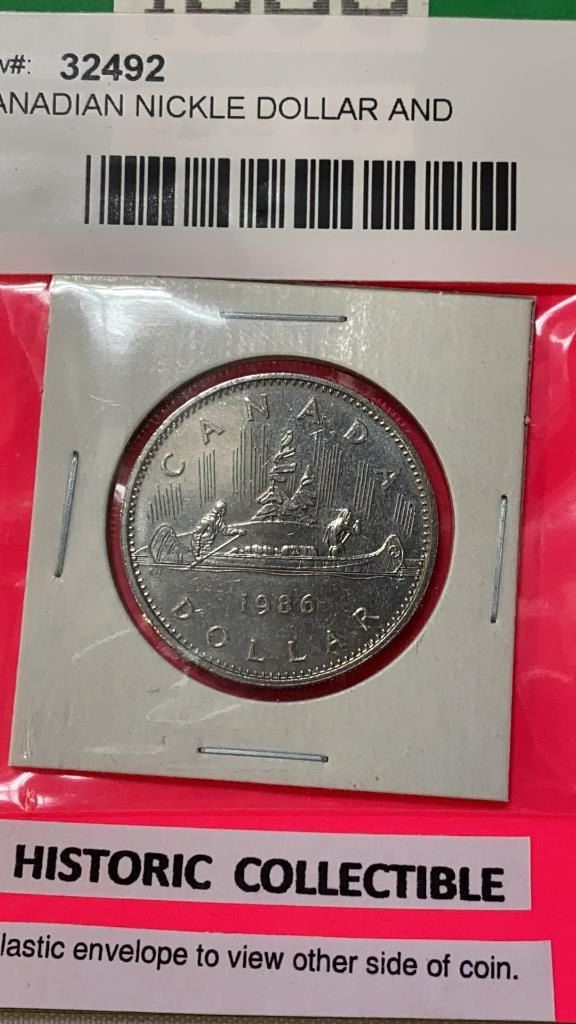 v#: 32492
ANADIAN NICKLE DOLLAR AND
CANADA
1986
DOLLAR
HISTORIC COLLECTIBLE
lastic envelope to view other side of coin.